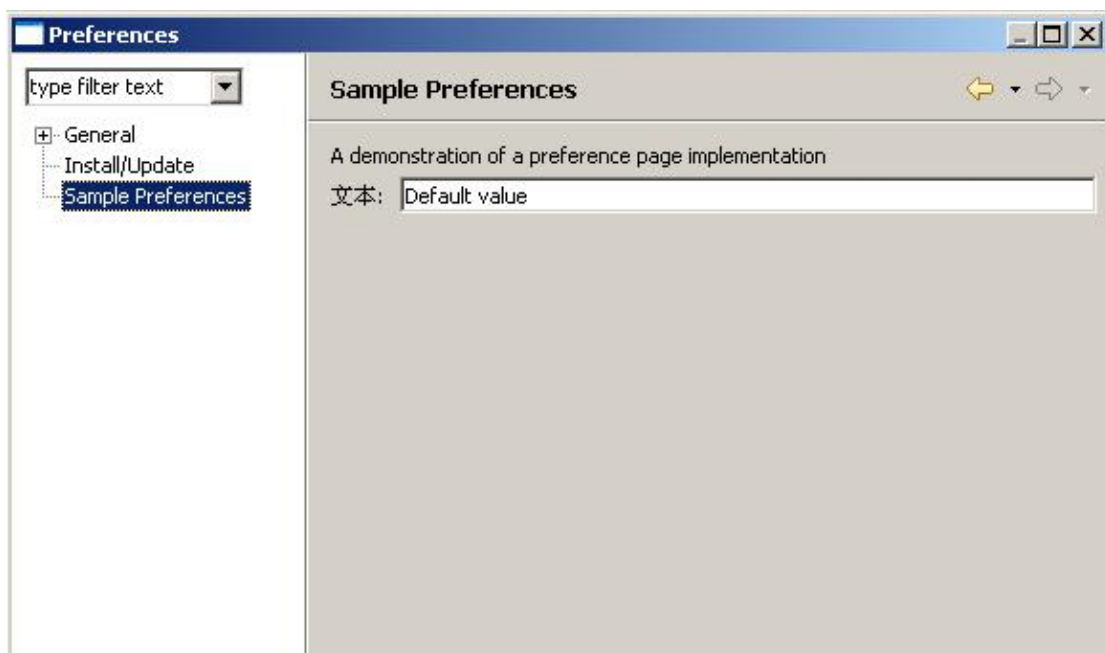 Preferences
type filter text
General
Install/Update
Sample Preferences
Sample Preferences
A demonstration of a preference page implementation
文本: Default value